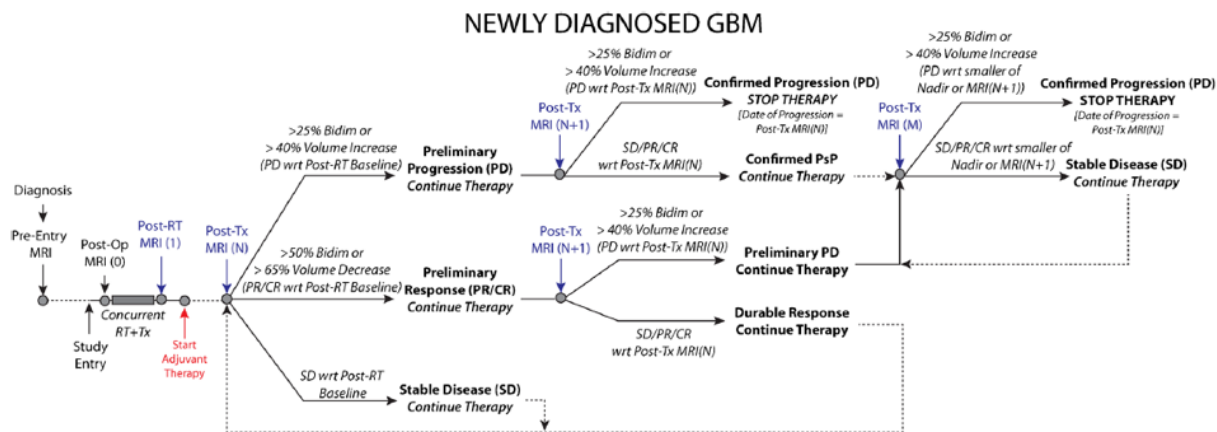 NEWLY DIAGNOSED GBM
Diagnosis
Pre-Entry
MRI
Post-Op
MRI (0)
Post-RT
MRI (1)
Post-Tx
MRI (N)
Concurrent
RT+Tx
Study
Entry
Start
Adjuvant
Therapy
>25% Bidim or
> 40% Volume Increase
(PD wrt Post-RT Baseline)
Preliminary
Progression (PD)
Continue Therapy
>50% Bidim or
> 65% Volume Decrease
(PR/CR wrt Post-RT Baseline)
Preliminary
Response (PR/CR)
Continue Therapy
SD wrt Post-RT
Baseline
Stable Disease (SD)
Continue Therapy
Post-Tx
MRI (N+1)
>25% Bidim or
> 40% Volume Increase
(PD wrt Post-Tx MRI(N))
Confirmed Progression (PD)
STOP THERAPY
[Date of Progression =
Post-Tx MRI(N)]
SD/PR/CR
wrt Post-Tx MRI(N)
Confirmed PsP
Continue Therapy
Post-Tx
MRI (N+1)
>25% Bidim or
> 40% Volume Increase
(PD wrt Post-Tx MRI(N))
Preliminary PD
Continue Therapy
SD/PR/CR
wrt Post-Tx MRI(N)
Durable Response
Continue Therapy
Post-Tx
MRI (M)
>25% Bidim or
> 40% Volume Increase
(PD wrt smaller of
Nadir or MRI(N+1))
Confirmed Progression (PD)
STOP THERAPY
[Date of Progression =
Post-Tx MRI(N)]
SD/PR/CR wrt smaller of
Nadir or MRI(N+1)
Stable Disease (SD)
Continue Therapy